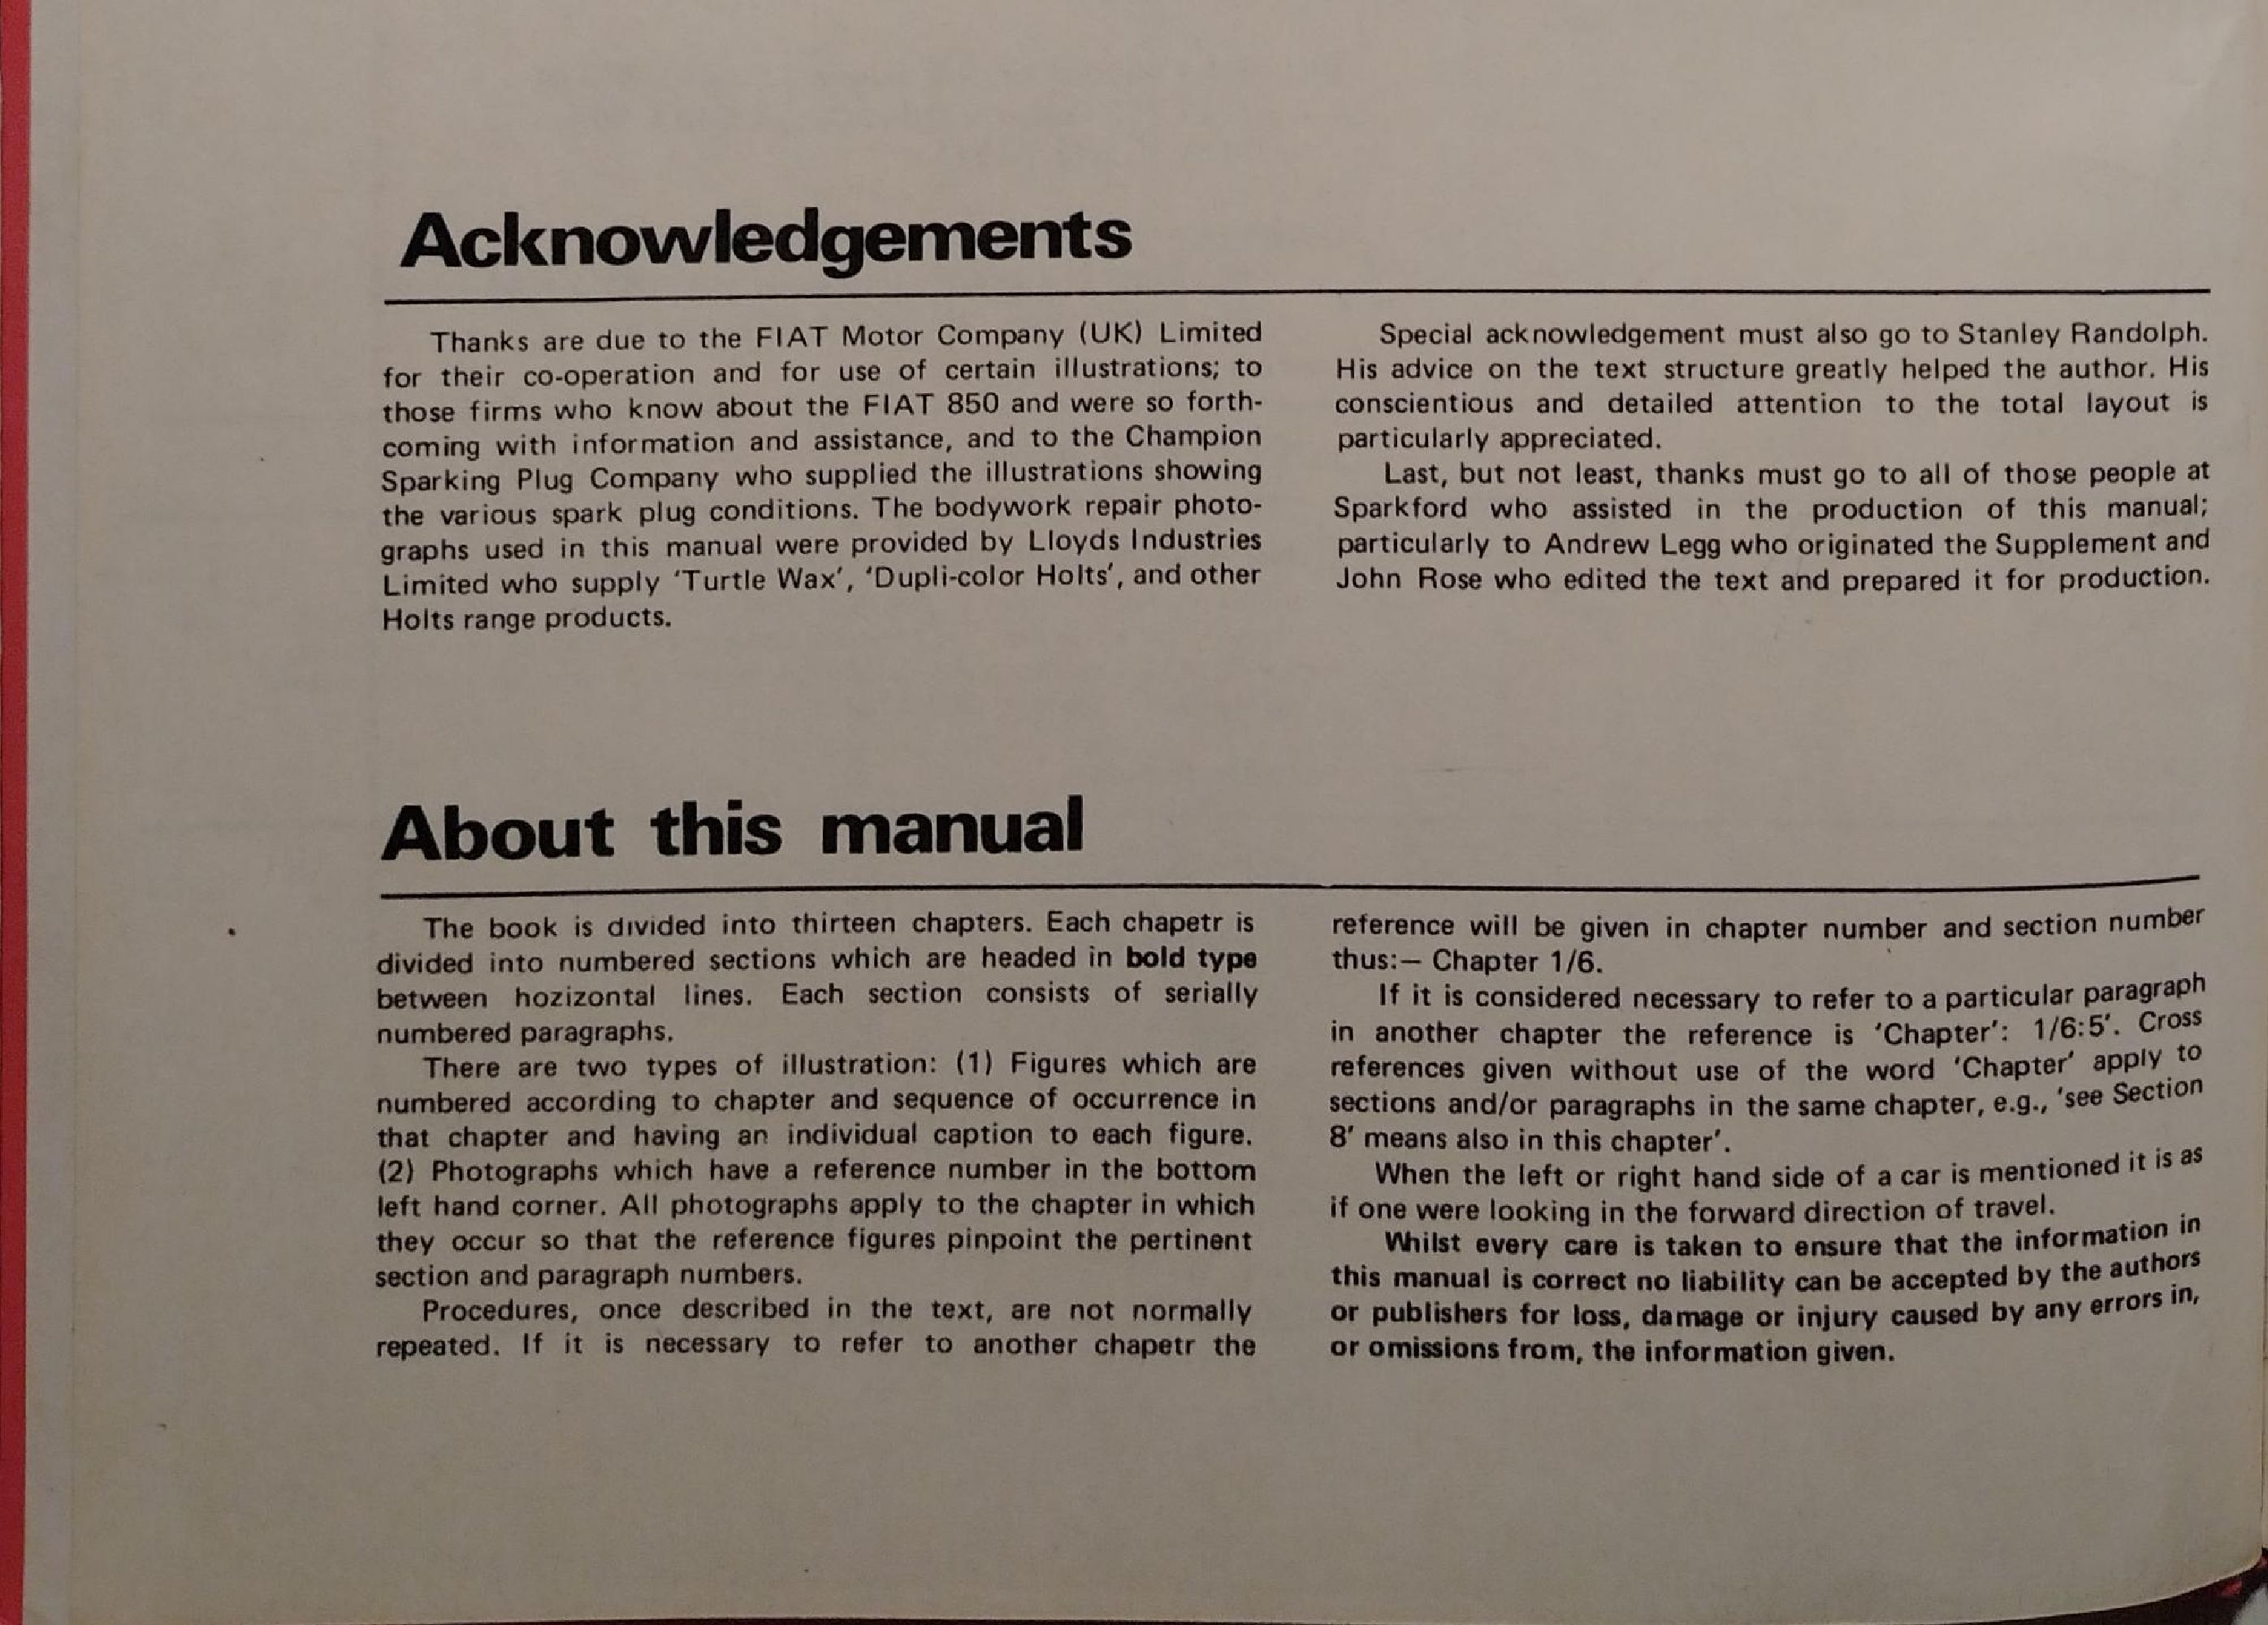 Acknowledgements
Thanks are due to the FIAT Motor Company (UK) Limited
for their co-operation and for use of certain illustrations; to
those firms who know about the FIAT 850 and were so forth-
coming with information and assistance, and to the Champion
Sparking Plug Company who supplied the illustrations showing
the various spark plug conditions. The bodywork repair photo-
graphs used in this manual were provided by Lloyds Industries
Limited who supply ‘Turtle Wax’, ‘Dupli-color Holts’, and other
Holts range products.
Special acknowledgement must also go to Stanley Randolph.
His advice on the text structure greatly helped the author. His
conscientious and detailed attention to the total layout is
particularly appreciated.
Last, but not least, thanks must go to all of those people at
Sparkford who assisted in the production of this manual;
particularly to Andrew Legg who originated the Supplement and
John Rose who edited the text and prepared it for production.
About this manual
The book is divided into thirteen chapters. Each chapetr is
divided into numbered sections which are headed in bold type
between hozizontal lines. Each section consists of serially
numbered paragraphs.
There are two types of illustration: (1) Figures which are
numbered according to chapter and sequence of occurrence in
that chapter and having an individual caption to each figure.
(2) Photographs which have a reference number in the bottom
left hand corner. All photographs apply to the chapter in which
they occur so that the reference figures pinpoint the pertinent
section and paragraph numbers.
Procedures, once described in the text, are not normally
repeated. If it is necessary to refer to another chapetr the
reference will be given in chapter number and section number
thus:— Chapter 1/6.
If it is considered necessary to refer to a particular paragraph
in another chapter the reference is ‘Chapter’: 1/6:5’. Cross
references given without use of the word ‘Chapter’ apply to
sections and/or paragraphs in the same chapter, e.g., ‘see Section
8’ means also in this chapter’.
When the left or right hand side of a car is mentioned it is as
if one were looking in the forward direction of travel.
Whilst every care is taken to ensure that the information in
this manual is correct no liability can be accepted by the authors
or publishers for loss, damage or injury caused by any errors in,
or omissions from, the information given.